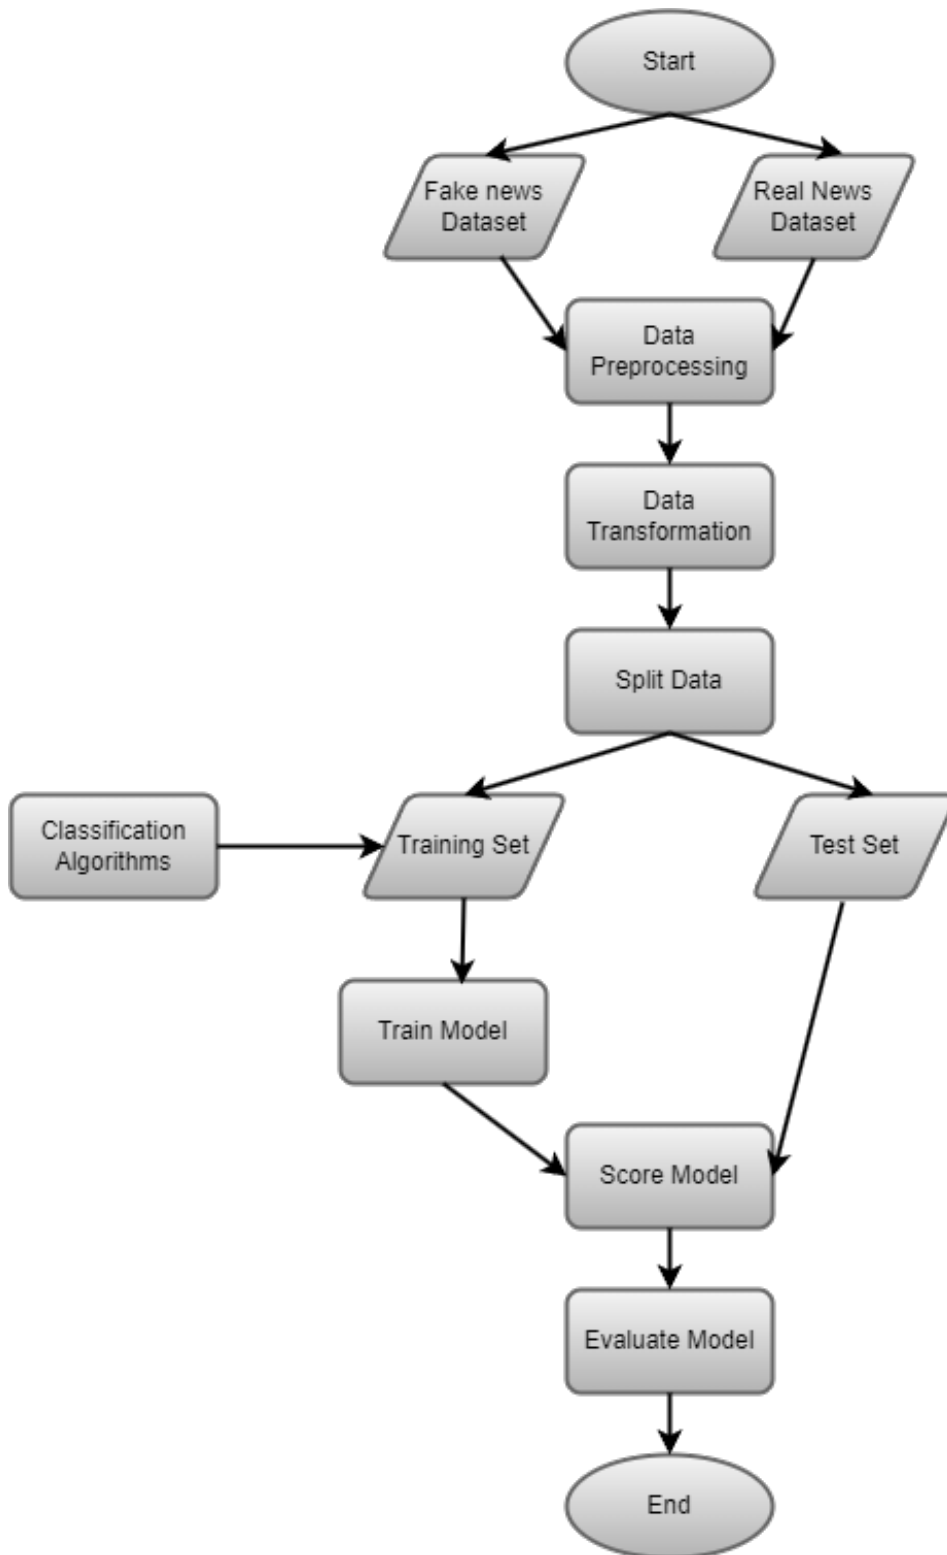 Start
Fake news
Dataset
Real News
Dataset
Data
Preprocessing
Data
Transformation
Split Data
Classification
Algorithms
Training Set
Test Set
Train Model
Score Model
Evaluate Model
End